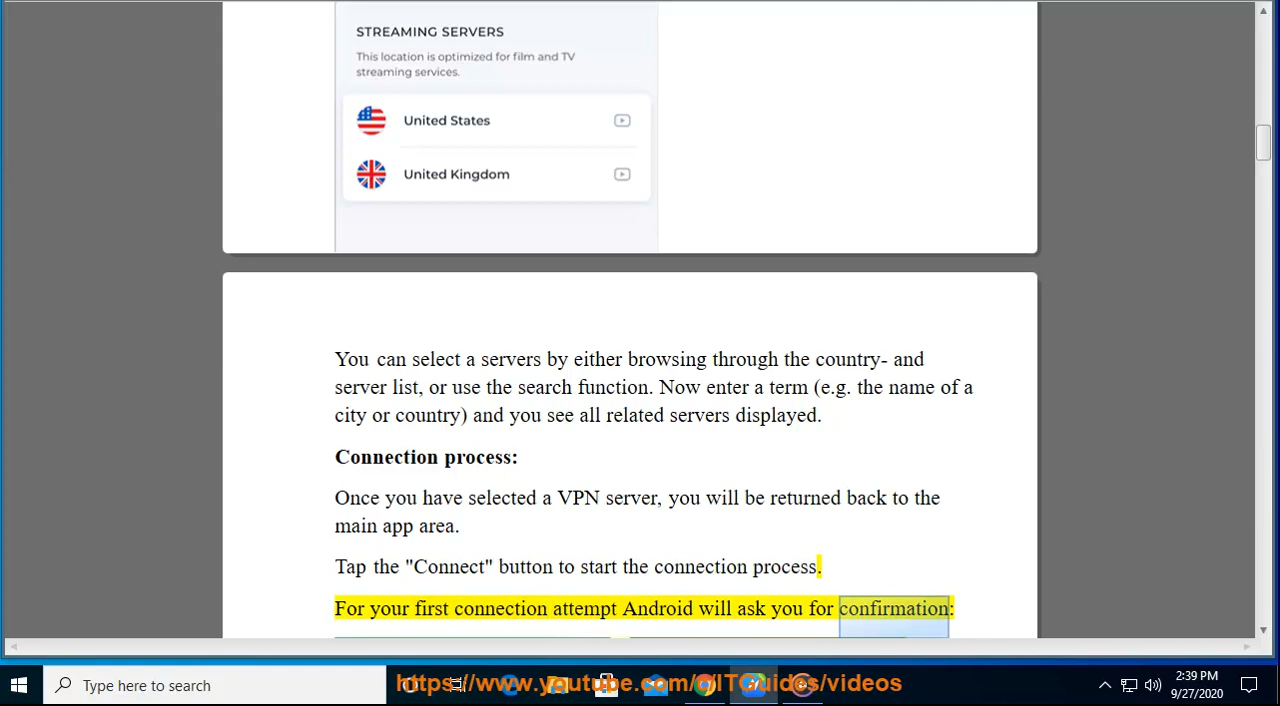 STREAMING SERVERS
This location is optimized for film and TV
streaming services.
United States
United Kingdom
You can select a servers by either browsing through the country- and
server list, or use the search function. Now enter a term (e.g. the name of a
city or country) and you see all related servers displayed.
Connection process:
Once you have selected a VPN server, you will be returned back to the
main app area.
Tap the "Connect" button to start the connection process.
For your first connection attempt Android will ask you for confirmation:
Type here to search
https://www.youtube.com/c/ITGuides/videos
2:39 PM
9/27/2020